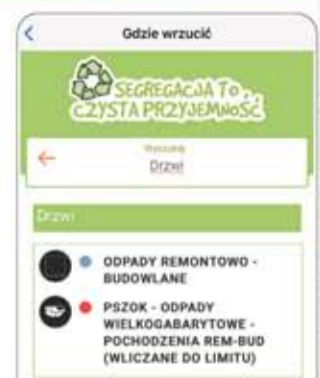 Gdzie wrzucić
SEGREGACJA TO
CZYSTA PRZYJEMNOŚĆ
Wyszukaj
Drzwi
Drzwi
ODPADY REMONTOWO -
BUDOWLANE
PSZOK - ODPADY
WIELKOGABARYTOWE -
POCHODZENIA REM-BUD
(WLICZANE DO LIMITU)